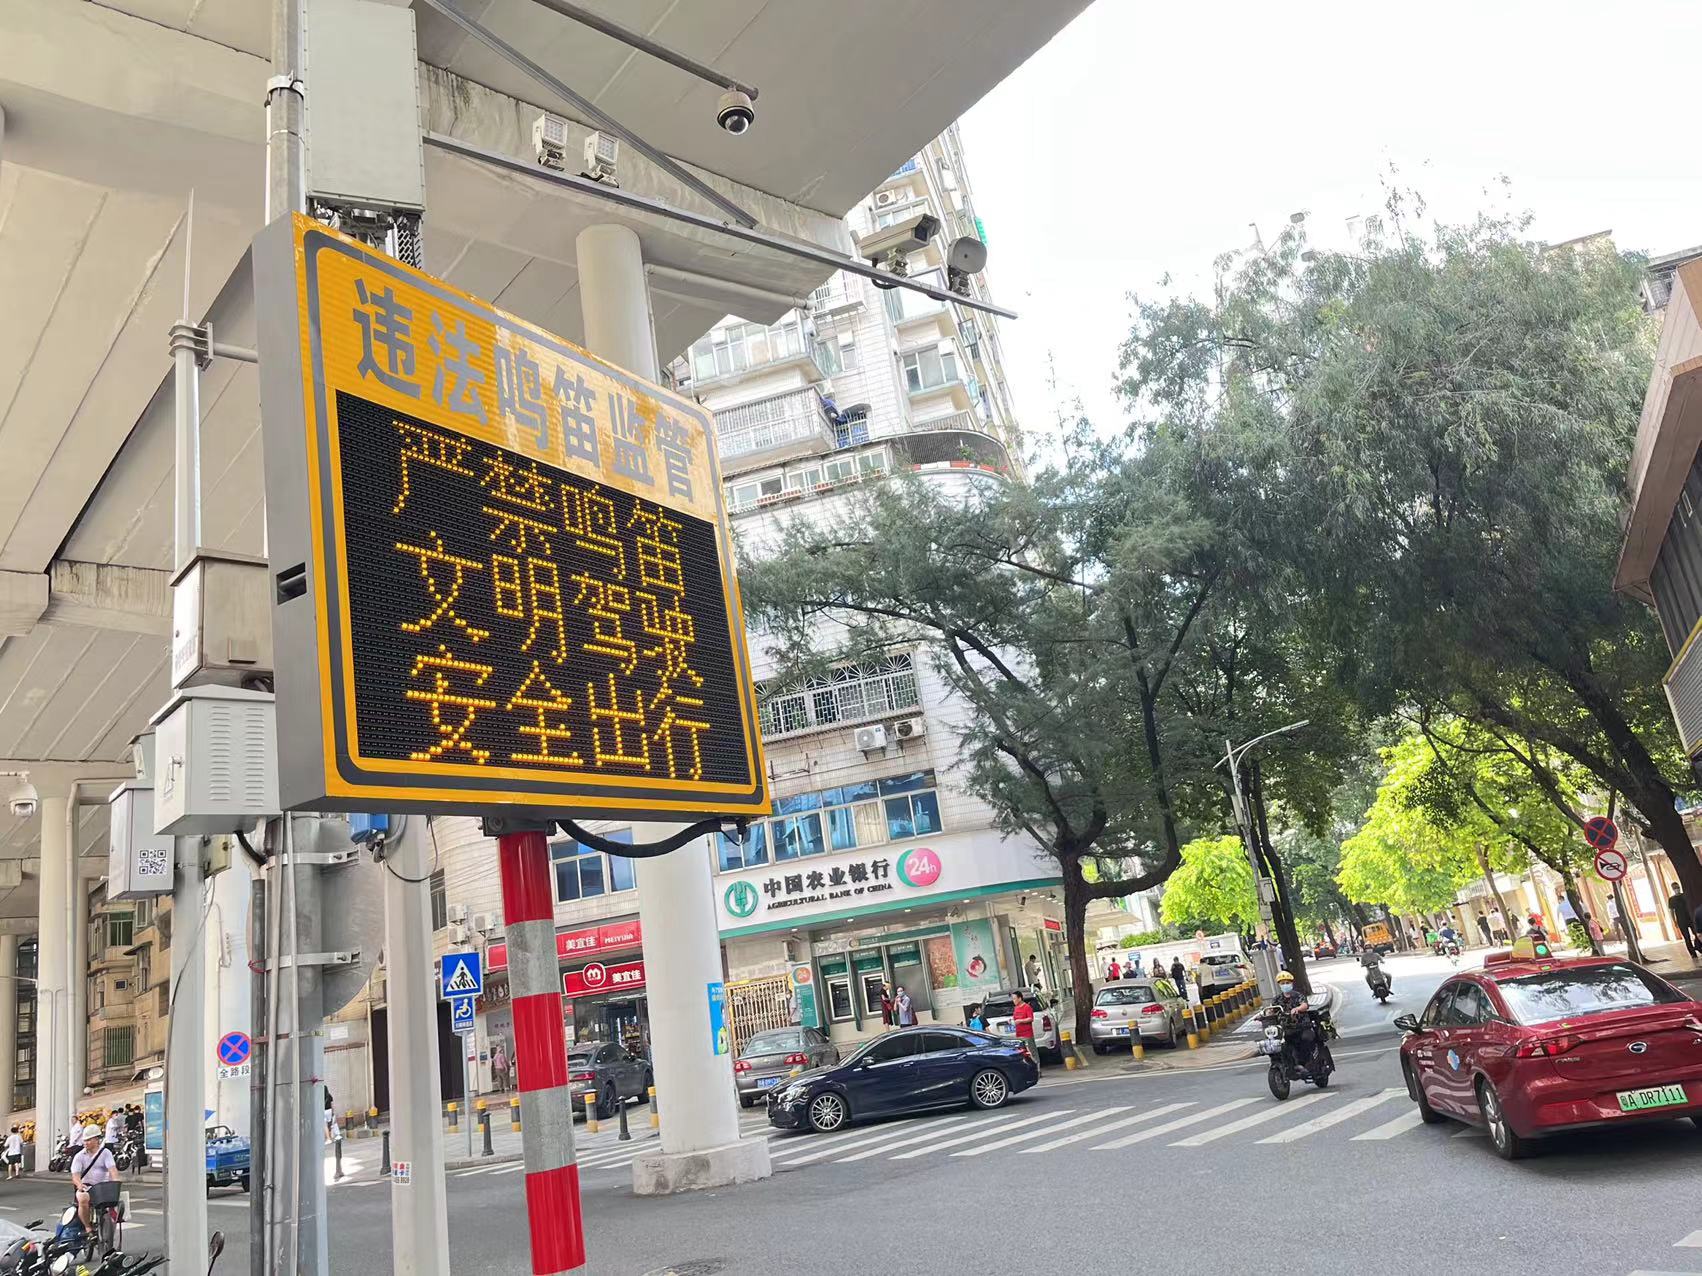 违法鸣笛监管
严禁鸣笛
文明驾驶
安全出行
中国农业银行
AGRICULTURAL BANK OF CHINA
24h
美宜佳 MEIYIJIA
美宜佳
全路段
粤A DR7111